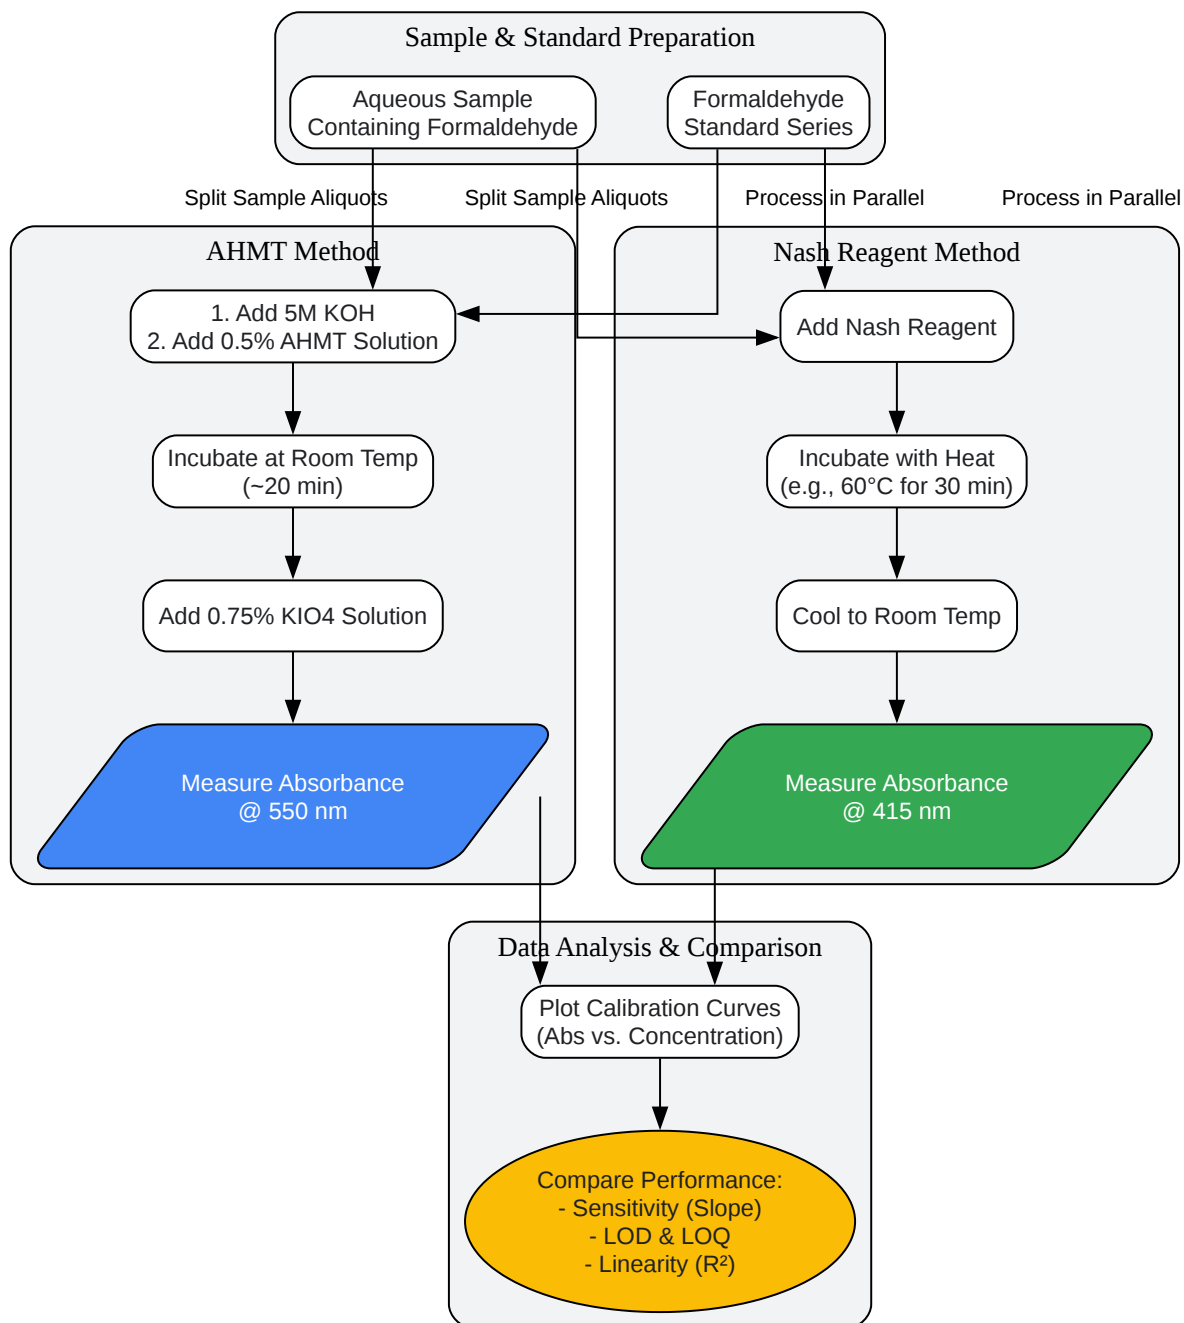 Sample & Standard Preparation
Aqueous Sample
Containing Formaldehyde
Formaldehyde
Standard Series
Split Sample Aliquots
Split Sample Aliquots
Process in Parallel
Process in Parallel
AHMT Method
1. Add 5M KOH
2. Add 0.5% AHMT Solution
Incubate at Room Temp
(~20 min)
Add 0.75% KIO4 Solution
Measure Absorbance
@ 550 nm
Nash Reagent Method
Add Nash Reagent
Incubate with Heat
(e.g., 60°C for 30 min)
Cool to Room Temp
Measure Absorbance
@ 415 nm
Data Analysis & Comparison
Plot Calibration Curves
(Abs vs. Concentration)
Compare Performance:
- Sensitivity (Slope)
- LOD & LOQ
- Linearity (R²)